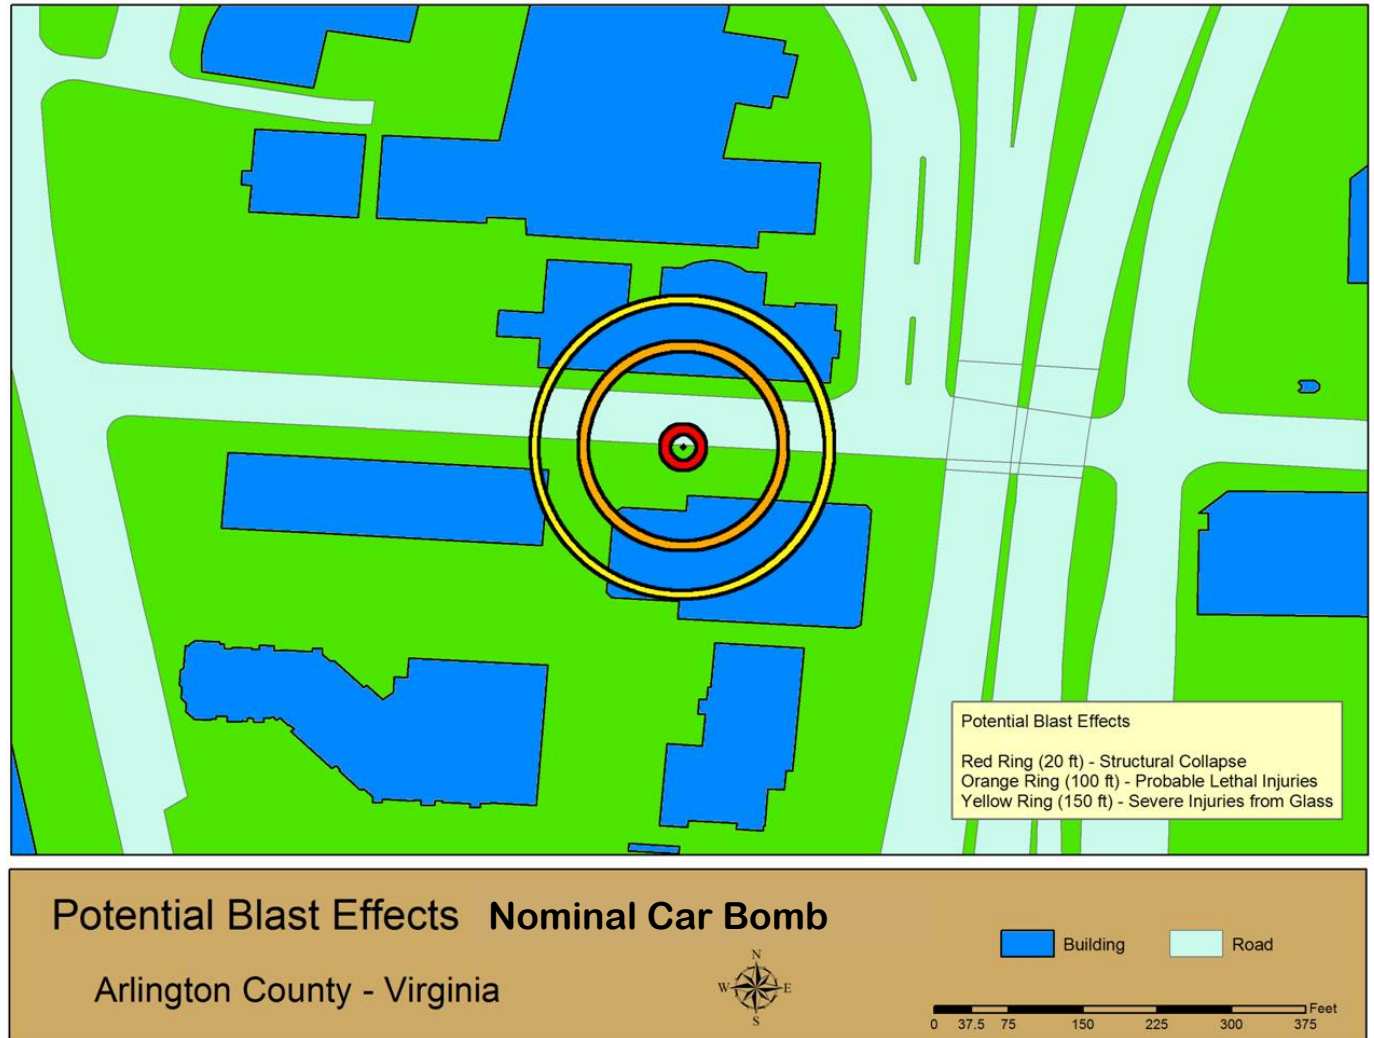 Potential Blast Effects
Red Ring (20 ft) - Structural Collapse
Orange Ring (100 ft) - Probable Lethal Injuries
Yellow Ring (150 ft) - Severe Injuries from Glass
Potential Blast Effects Nominal Car Bomb
Arlington County - Virginia
N
W E
S
Building Road
Feet
0 37.5 75 150 225 300 375